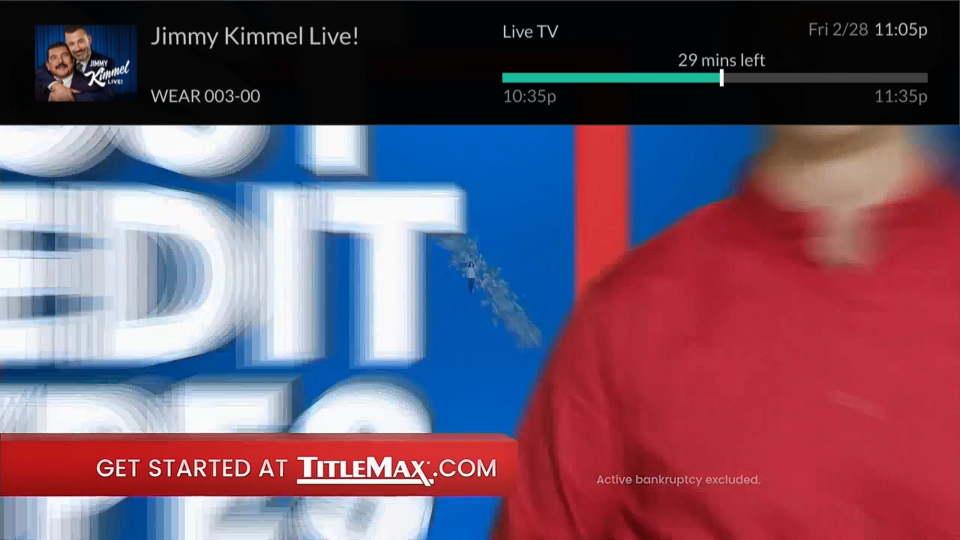 Jimmy Kimmel Live!
WEAR 003-00
JIMMY
Kimmel
LIVE!
Live TV
Fri 2/28 11:05p
29 mins left
10:35p
11:35p
EDIT
GET STARTED AT TITLEMAX.COM
Active bankruptcy excluded.